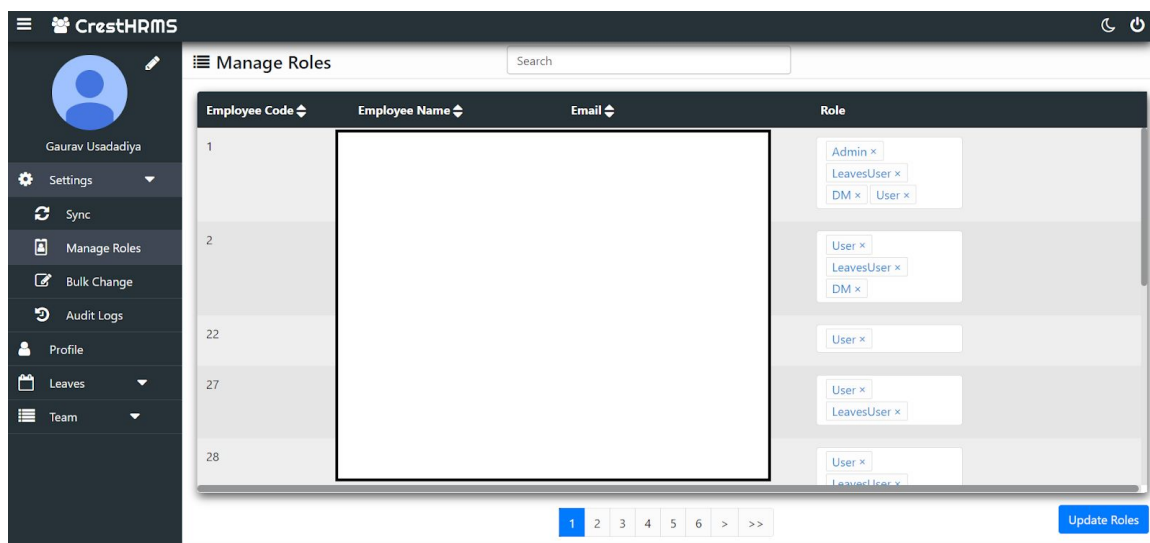 CrestHRMS
Gaurav Usadadiya
Settings
Sync
Manage Roles
Bulk Change
Audit Logs
Profile
Leaves
Team
Manage Roles
Search
Employee Code Employee Name Email Role
1
Admin ×
LeavesUser ×
DM × User ×
2
User ×
LeavesUser ×
DM ×
22
User ×
27
User ×
LeavesUser ×
28
User ×
LeavesUser ×
1 2 3 4 5 6 > >>
Update Roles